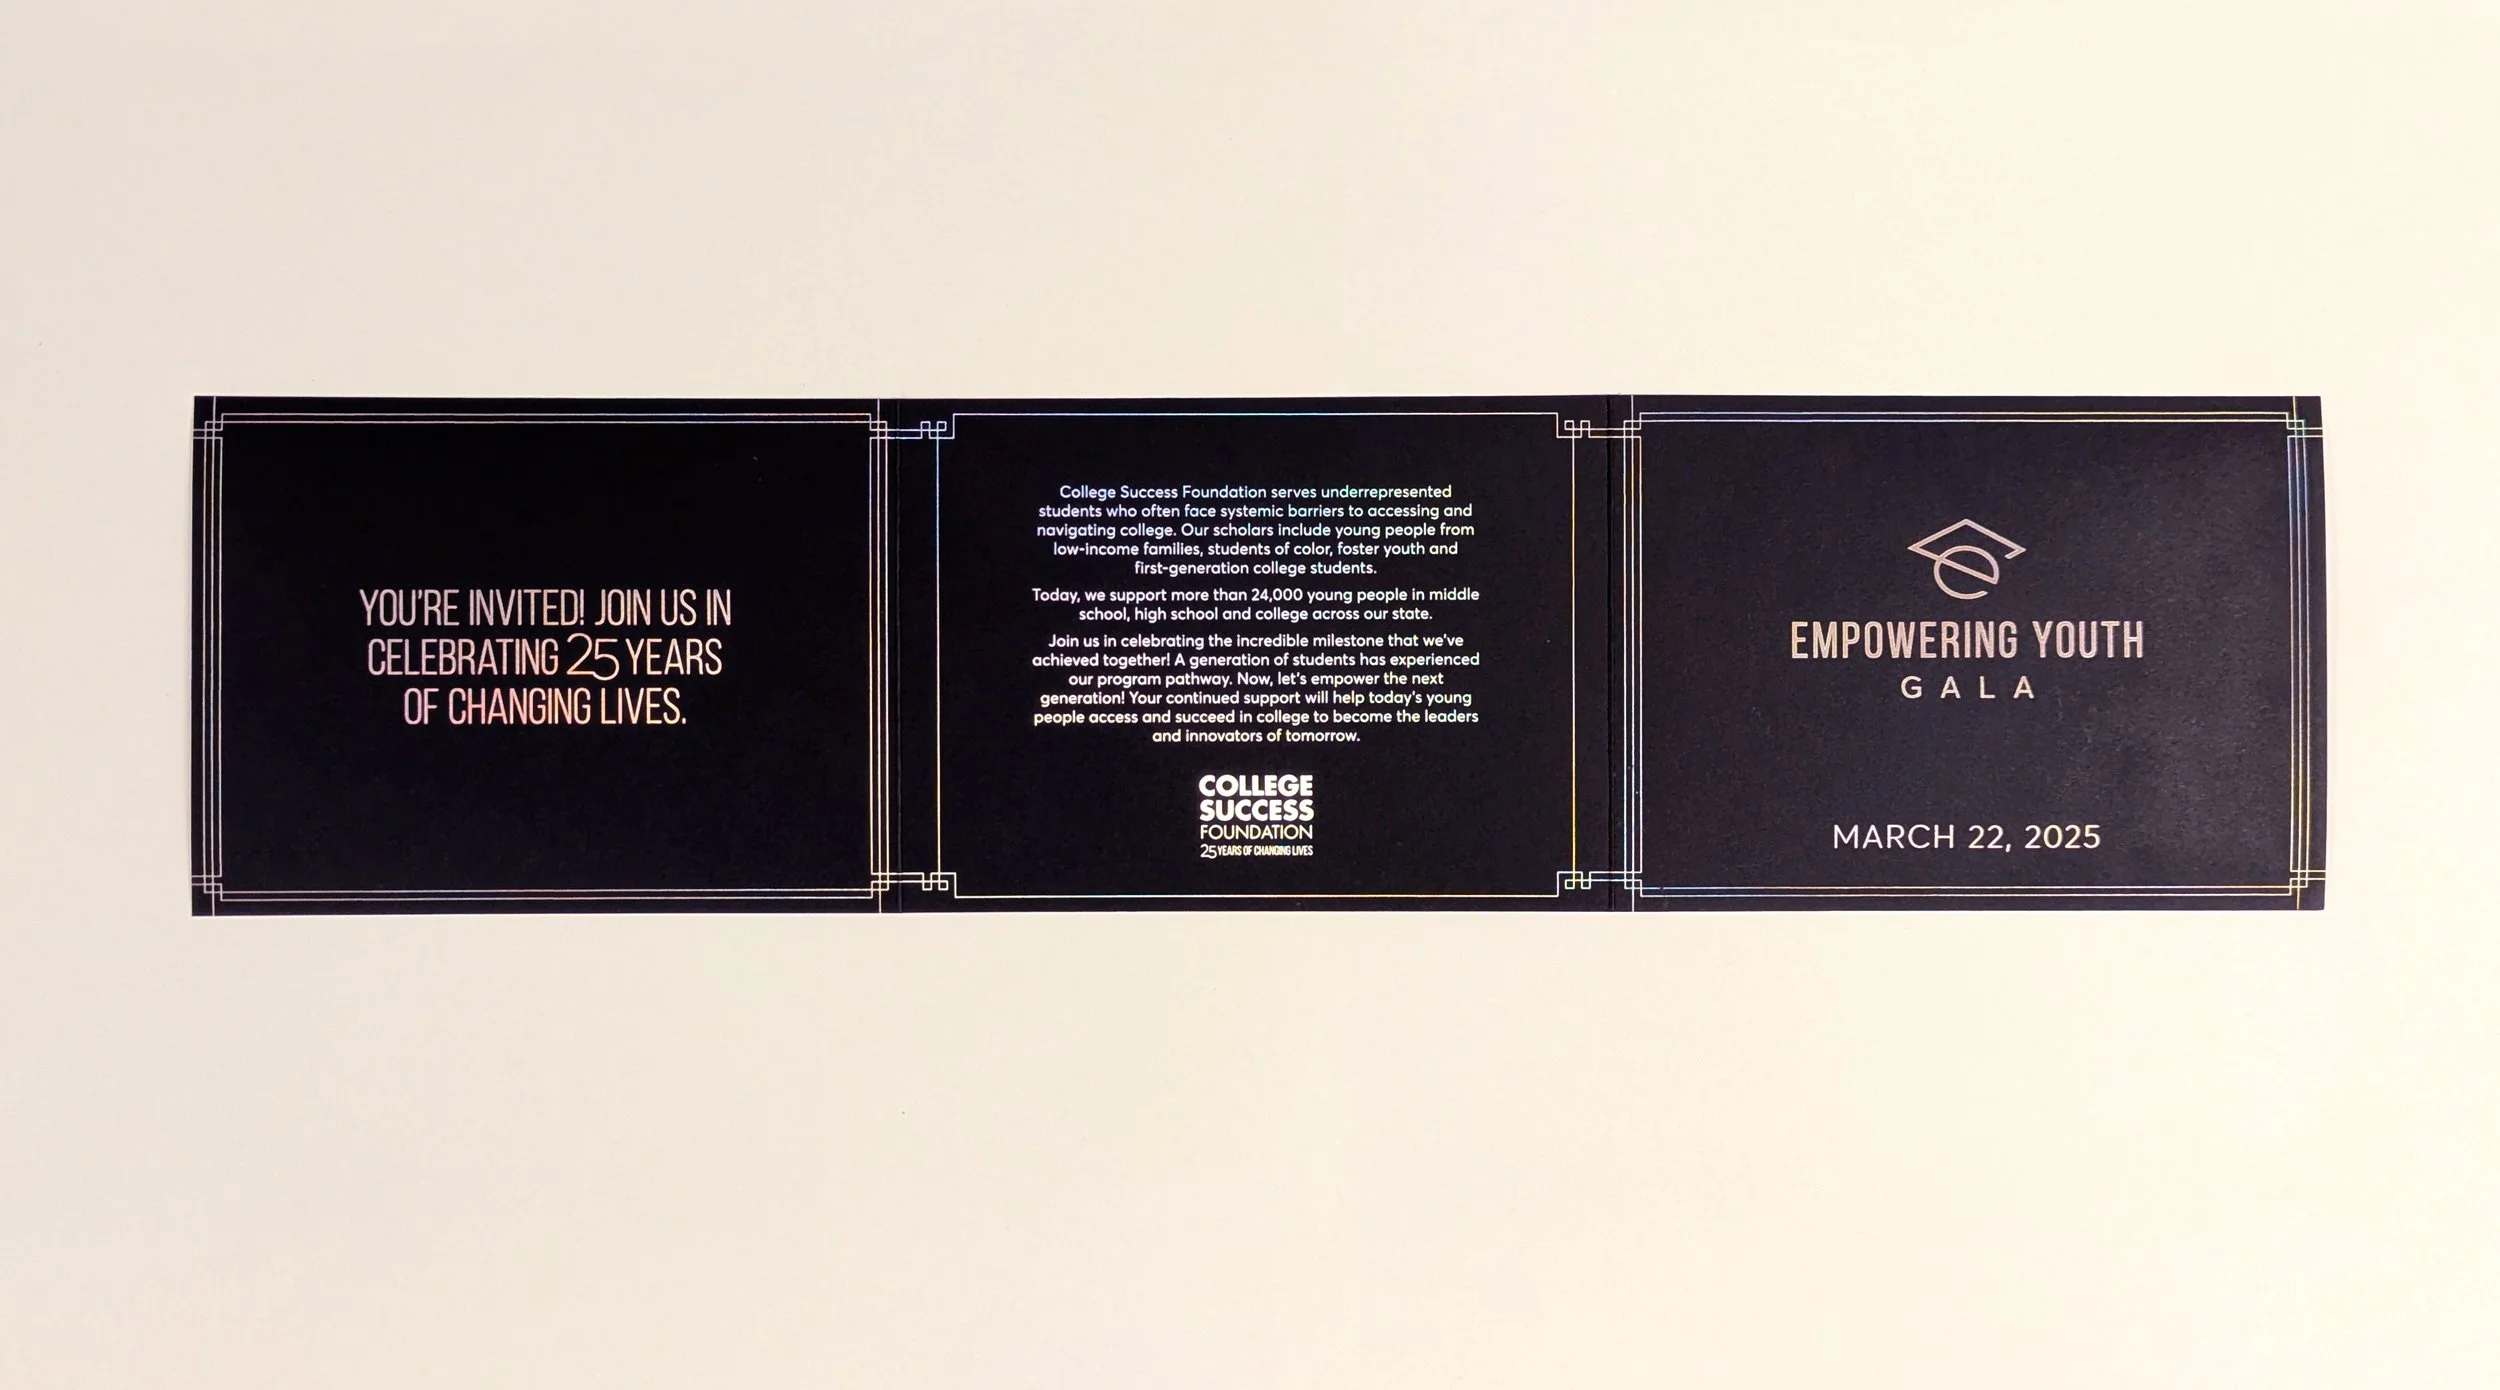 YOU'RE INVITED! JOIN US IN
CELEBRATING 25 YEARS
OF CHANGING LIVES.
College Success Foundation serves underrepresented
students who often face systemic barriers to accessing and
navigating college. Our scholars include young people from
low-income families, students of color, foster youth and
first-generation college students.
Today, we support more than 24,000 young people in middle
school, high school and college across our state.
Join us in celebrating the incredible milestone that we've
achieved together! A generation of students has experienced
our program pathway. Now, let's empower the next
generation! Your continued support will help today's young
people access and succeed in college to become the leaders
and innovators of tomorrow.
COLLEGE
SUCCESS
FOUNDATION
25 YEARS OF CHANGING LIVES
EMPOWERING YOUTH
GALA
MARCH 22, 2025